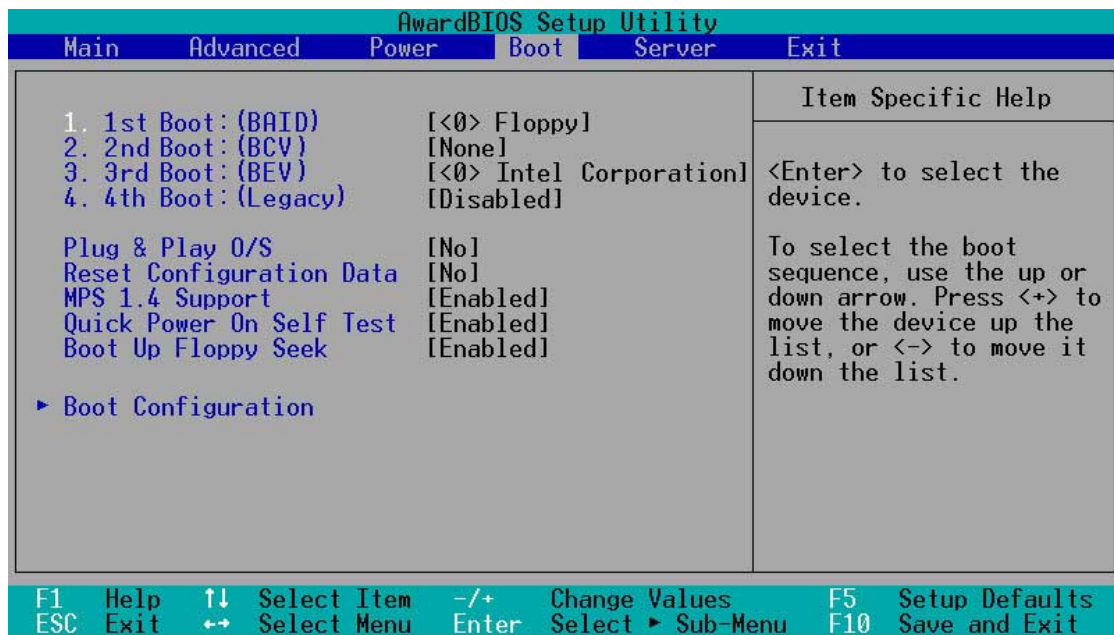 AwardBIOS Setup Utility
Main Advanced Power Boot Server Exit
1. 1st Boot:(BAID) [<0> Floppy]
2. 2nd Boot:(BCV) [None]
3. 3rd Boot:(BEV) [<0> Intel Corporation]
4. 4th Boot:(Legacy) [Disabled]
Plug & Play O/S [No]
Reset Configuration Data [No]
MPS 1.4 Support [Enabled]
Quick Power On Self Test [Enabled]
Boot Up Floppy Seek [Enabled]
► Boot Configuration
Item Specific Help
<Enter> to select the
device.
To select the boot
sequence, use the up or
down arrow. Press <+> to
move the device up the
list, or <-> to move it
down the list.
F1 Help ↑↓ Select Item -/+ Change Values F5 Setup Defaults
ESC Exit ←→ Select Menu Enter Select ► Sub-Menu F10 Save and Exit